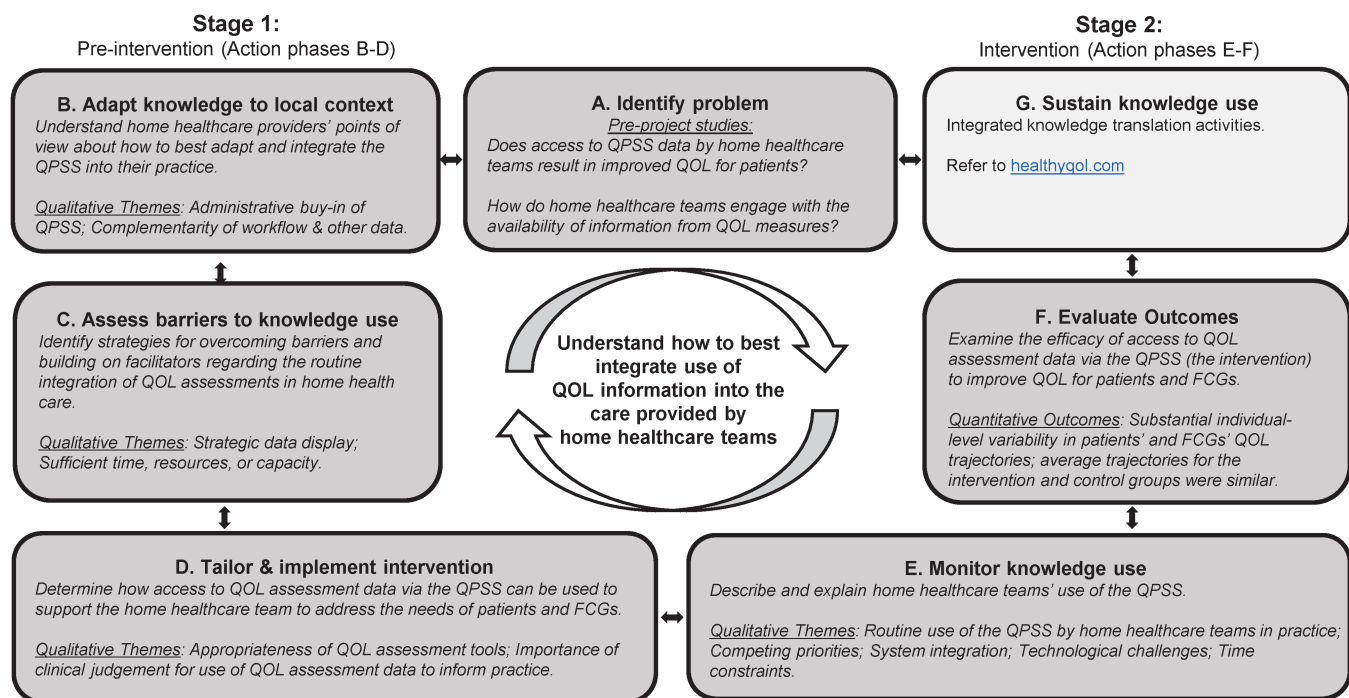 Stage 1:
Pre-intervention (Action phases B-D)
Stage 2:
Intervention (Action phases E-F)
B. Adapt knowledge to local context
Understand home healthcare providers' points of
view about how to best adapt and integrate the
QPSS into their practice.
Qualitative Themes: Administrative buy-in of
QPSS; Complementarity of workflow & other data.
A. Identify problem
Pre-project studies:
Does access to QPSS data by home healthcare
teams result in improved QOL for patients?
How do home healthcare teams engage with the
availability of information from QOL measures?
G. Sustain knowledge use
Integrated knowledge translation activities.
Refer to healthyqol.com
C. Assess barriers to knowledge use
Identify strategies for overcoming barriers and
building on facilitators regarding the routine
integration of QOL assessments in home health
care.
Qualitative Themes: Strategic data display;
Sufficient time, resources, or capacity.
Understand how to best
integrate use of
QOL information into the
care provided by
home healthcare teams
F. Evaluate Outcomes
Examine the efficacy of access to QOL
assessment data via the QPSS (the intervention)
to improve QOL for patients and FCGs.
Quantitative Outcomes: Substantial individual-
level variability in patients' and FCGs' QOL
trajectories; average trajectories for the
intervention and control groups were similar.
D. Tailor & implement intervention
Determine how access to QOL assessment data via the QPSS can be used to
support the home healthcare team to address the needs of patients and FCGs.
Qualitative Themes: Appropriateness of QOL assessment tools; Importance of
clinical judgement for use of QOL assessment data to inform practice.
E. Monitor knowledge use
Describe and explain home healthcare teams' use of the QPSS.
Qualitative Themes: Routine use of the QPSS by home healthcare teams in practice;
Competing priorities; System integration; Technological challenges; Time
constraints.